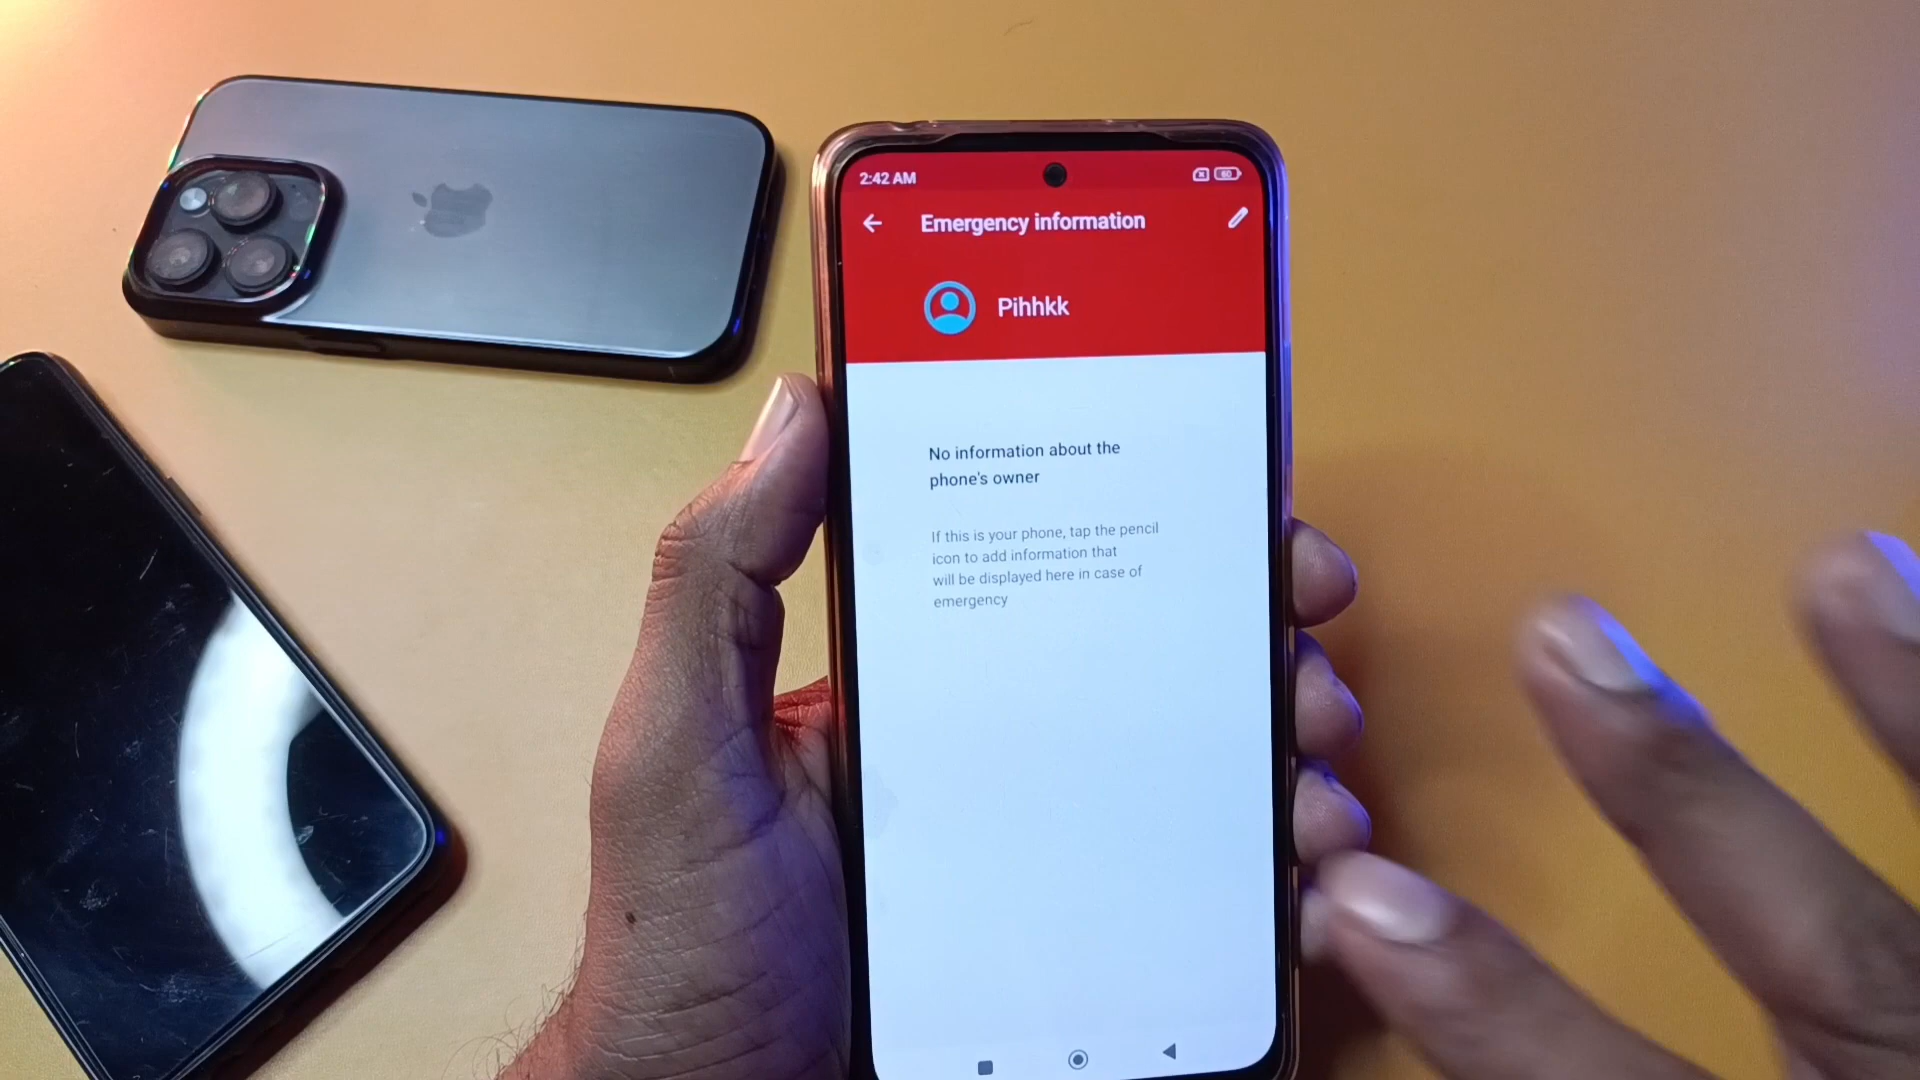 2:42 AM
60
Emergency information
Pihhkk
No information about the
phone's owner
If this is your phone, tap the pencil
icon to add information that
will be displayed here in case of
emergency